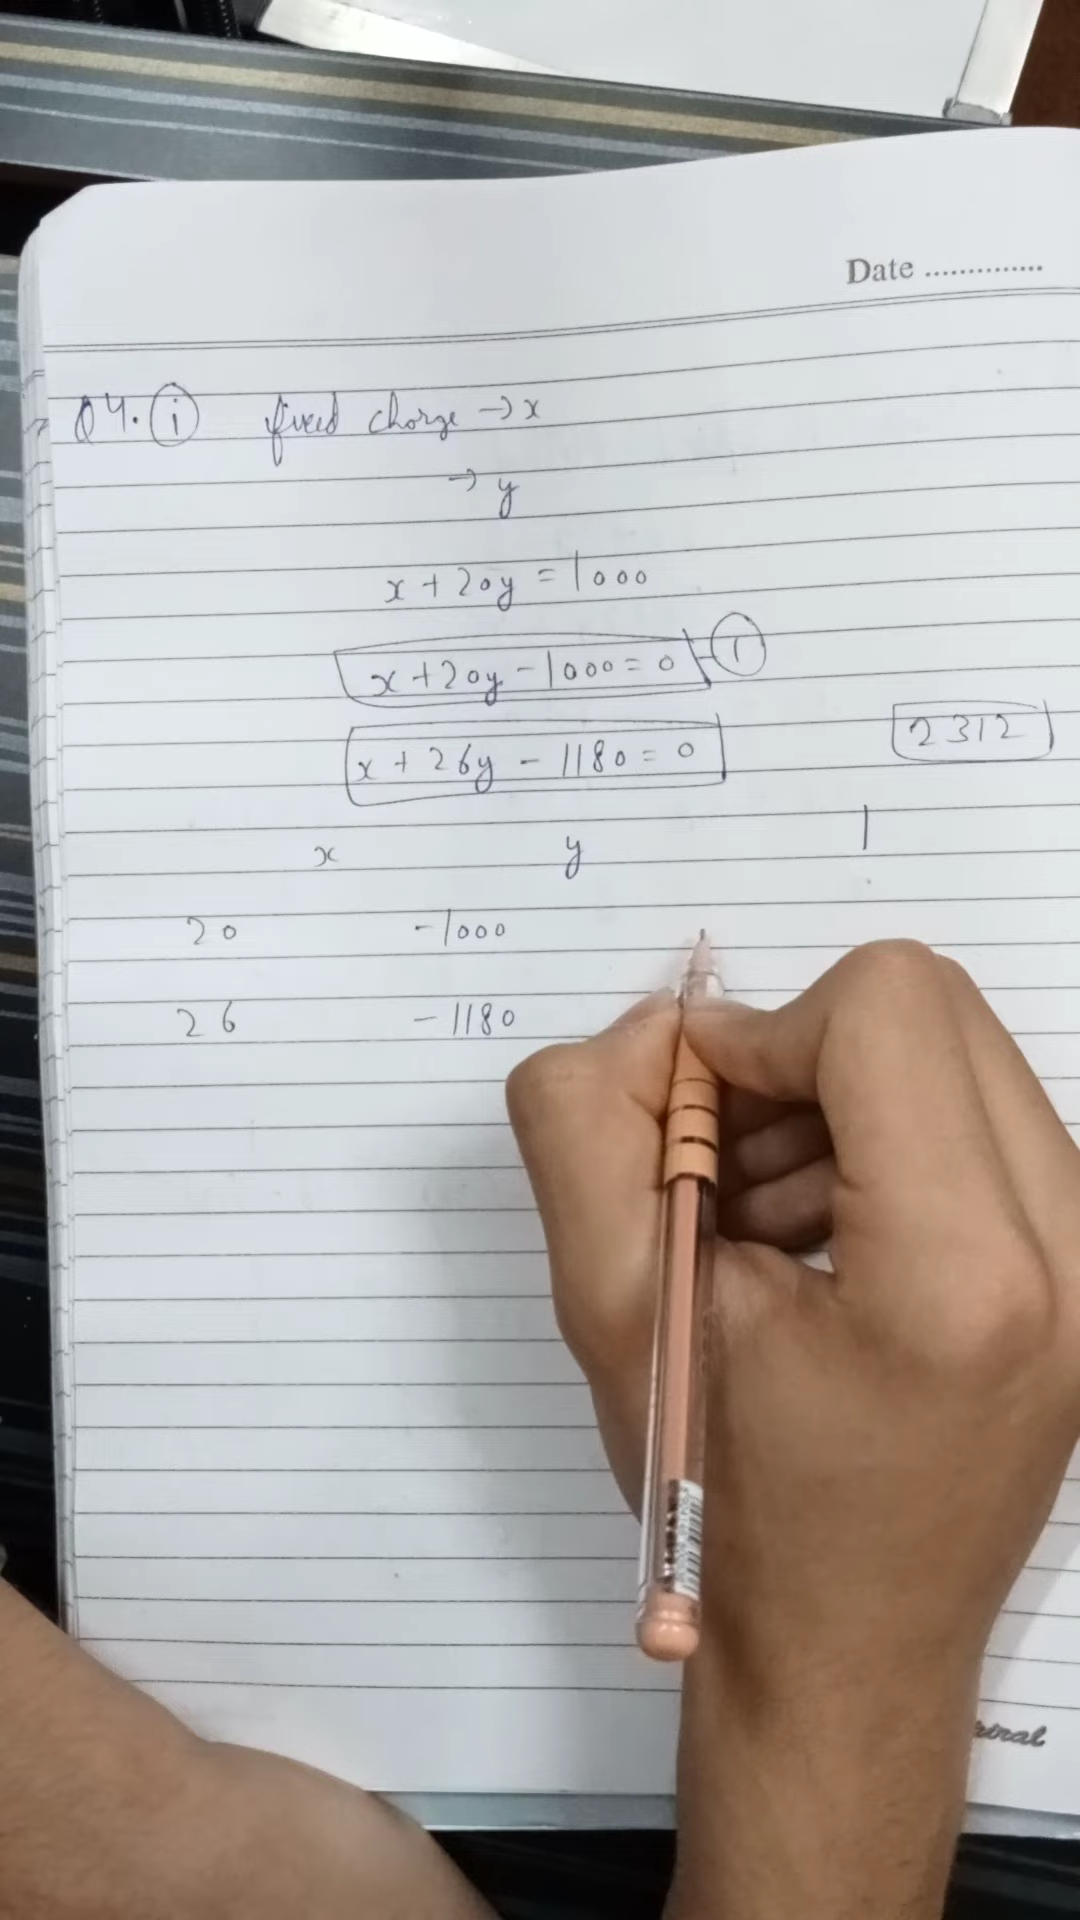 Date ..............
Q4. (i) fixed charge → x
→ y
x + 20y = 1000
x + 20y - 1000 = 0 - (1)
x + 26y - 1180 = 0
2312
x y 1
20 -1000
26 -1180